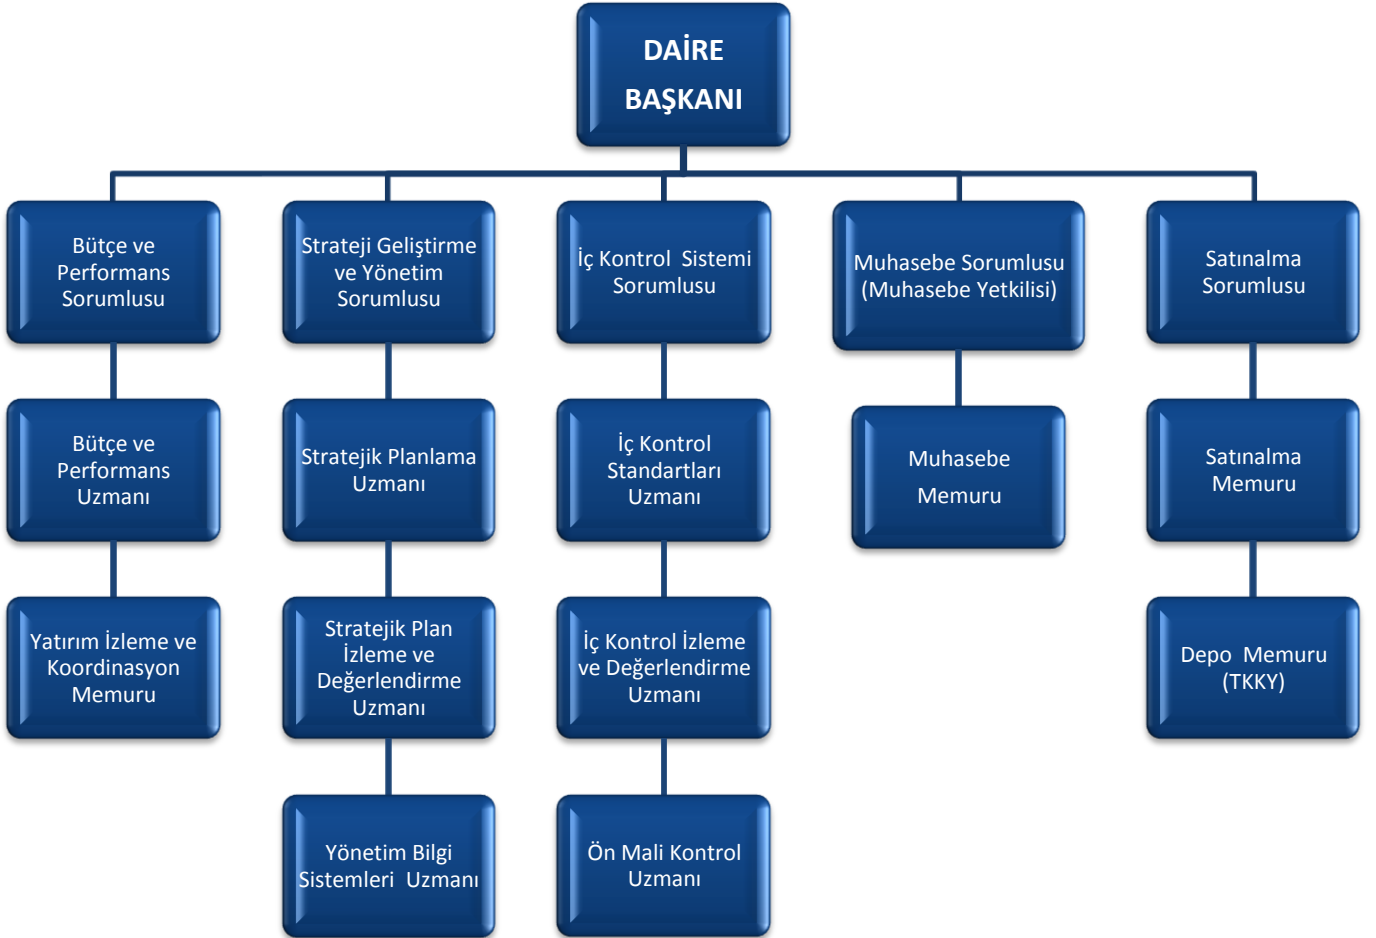 DAİRE
BAŞKANI
Bütçe ve
Performans
Sorumlusu
Strateji Geliştirme
ve Yönetim
Sorumlusu
İç Kontrol  Sistemi
Sorumlusu
Muhasebe Sorumlusu
(Muhasebe Yetkilisi)
Satınalma
Sorumlusu
Bütçe ve
Performans
Uzmanı
Stratejik Planlama
Uzmanı
İç Kontrol
Standartları
Uzmanı
Muhasebe
Memuru
Satınalma
Memuru
Yatırım İzleme ve
Koordinasyon
Memuru
Stratejik Plan
İzleme ve
Değerlendirme
Uzmanı
İç Kontrol İzleme
ve Değerlendirme
Uzmanı
Depo  Memuru
(TKKY)
Yönetim Bilgi
Sistemleri  Uzmanı
Ön Mali Kontrol
Uzmanı